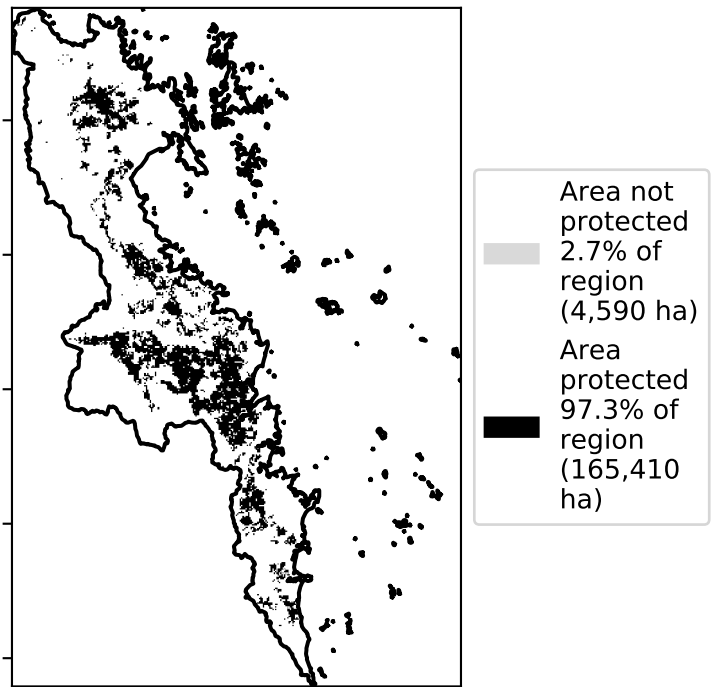 Area not
protected
2.7% of
region
(4,590 ha)
Area
protected
97.3% of
region
(165,410
ha)